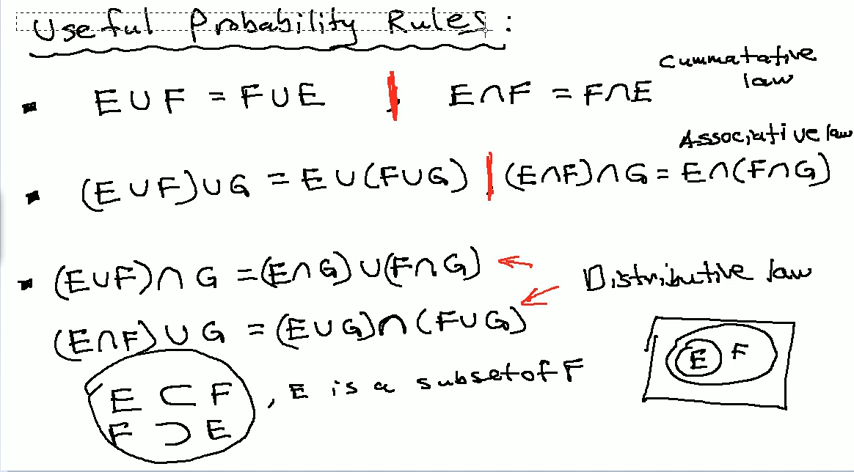 Useful Probability Rules:
E∪F = F∪E | E∩F = F∩E Cummatative law
(E∪F)∪G = E∪(F∪G) | (E∩F)∩G = E∩(F∩G) Associative law
(E∪F)∩G = (E∩G)∪(F∩G)
Distributive law
(E∩F)∪G = (E∪G)∩(F∪G)
E ⊂ F , E is a subset of F
F ⊃ E
E F